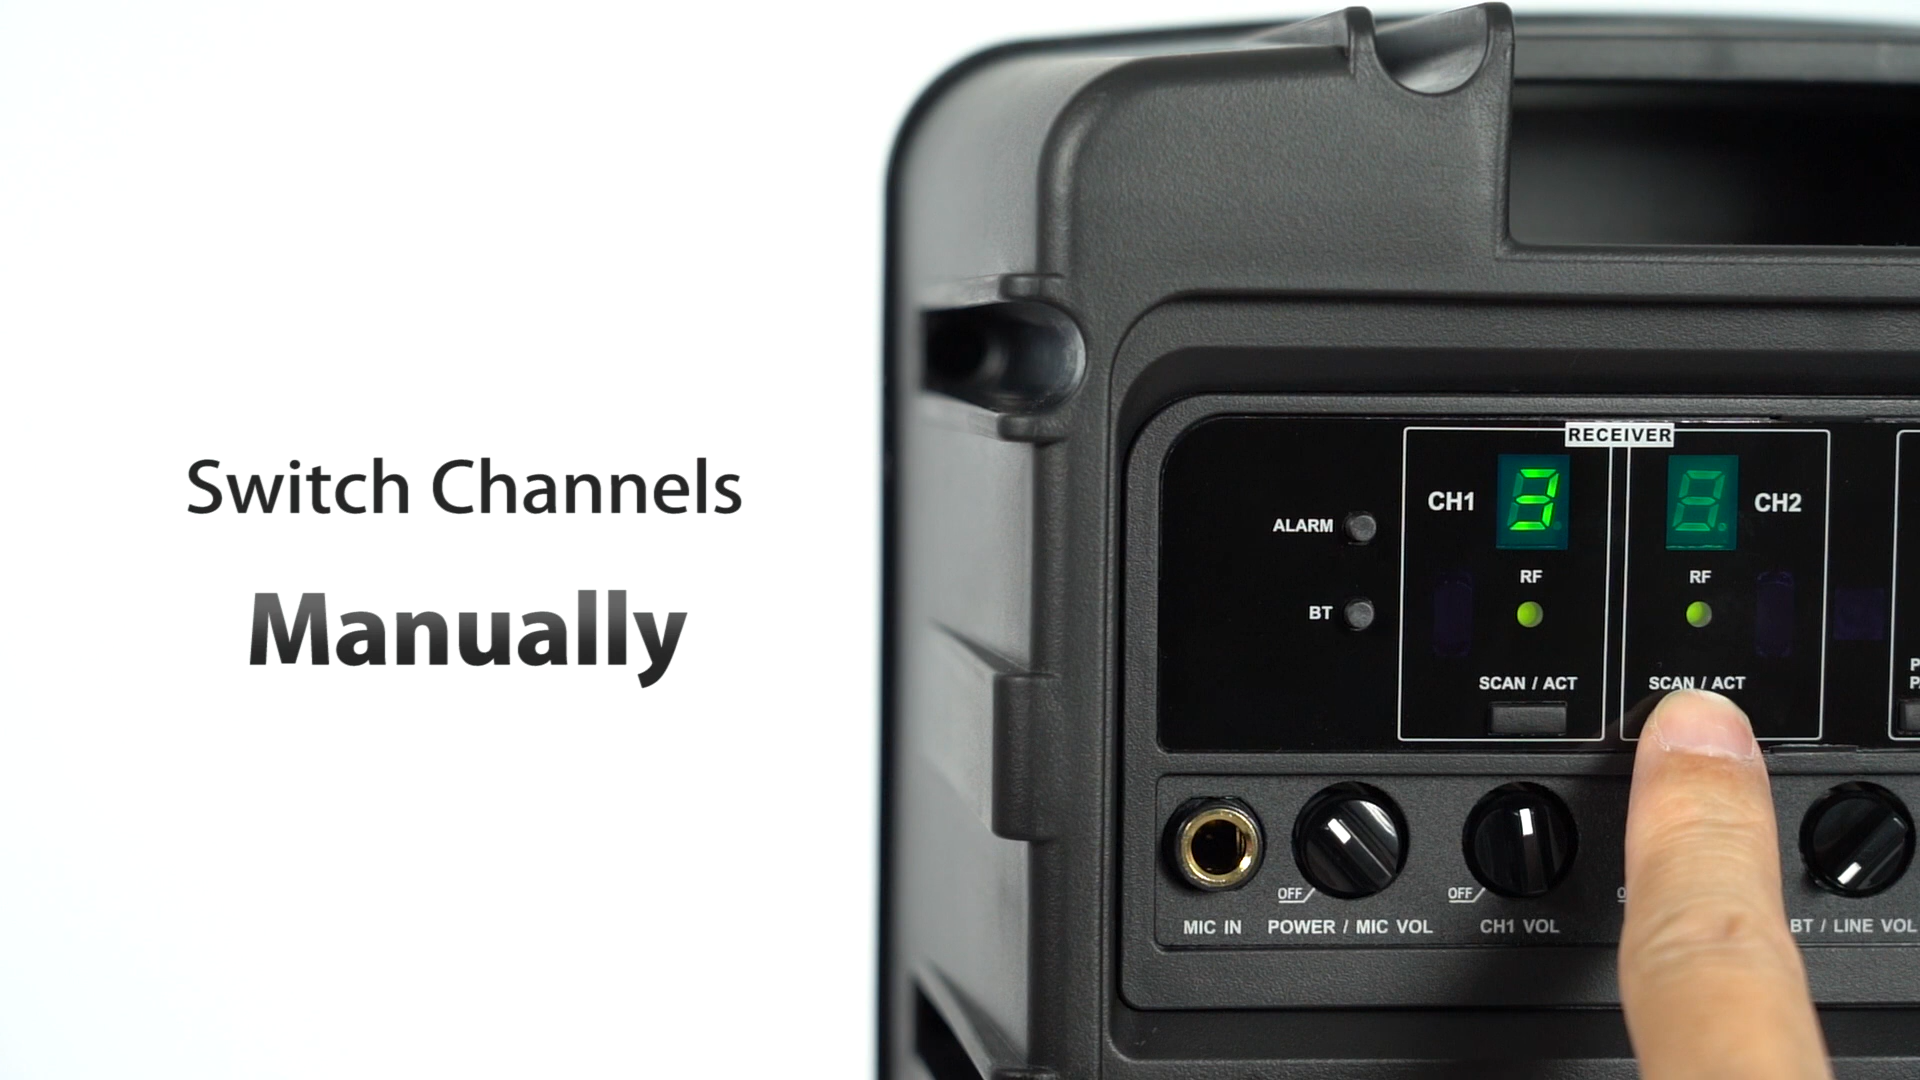 Switch Channels
Manually
RECEIVER
CH1
3
CH2
ALARM
RF
RF
BT
SCAN / ACT
SCAN / ACT
OFF
OFF
MIC IN
POWER / MIC VOL
CH1 VOL
BT / LINE VOL